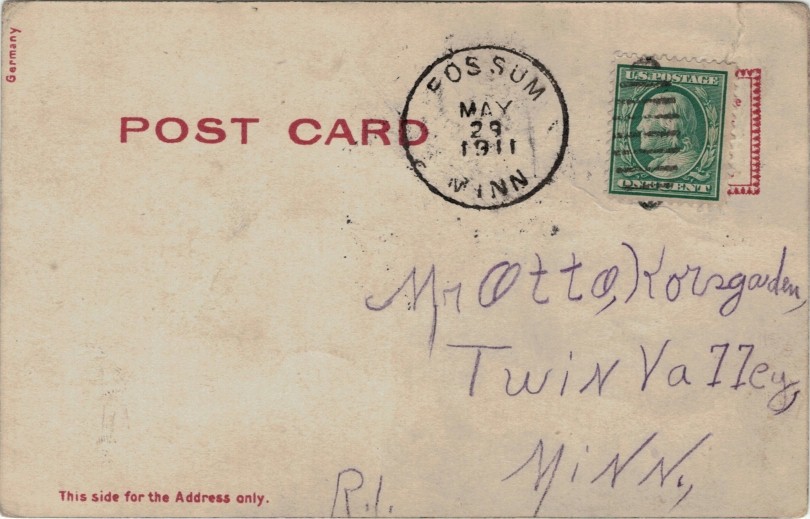 Germany
POST CARD
FOSSUM
MAY
29
1911
MINN
U.S. POSTAGE
ONE CENT
Mr Otto, Korsgarden,
Twin Valley,
MiNN.,
R.1.
This side for the Address only.